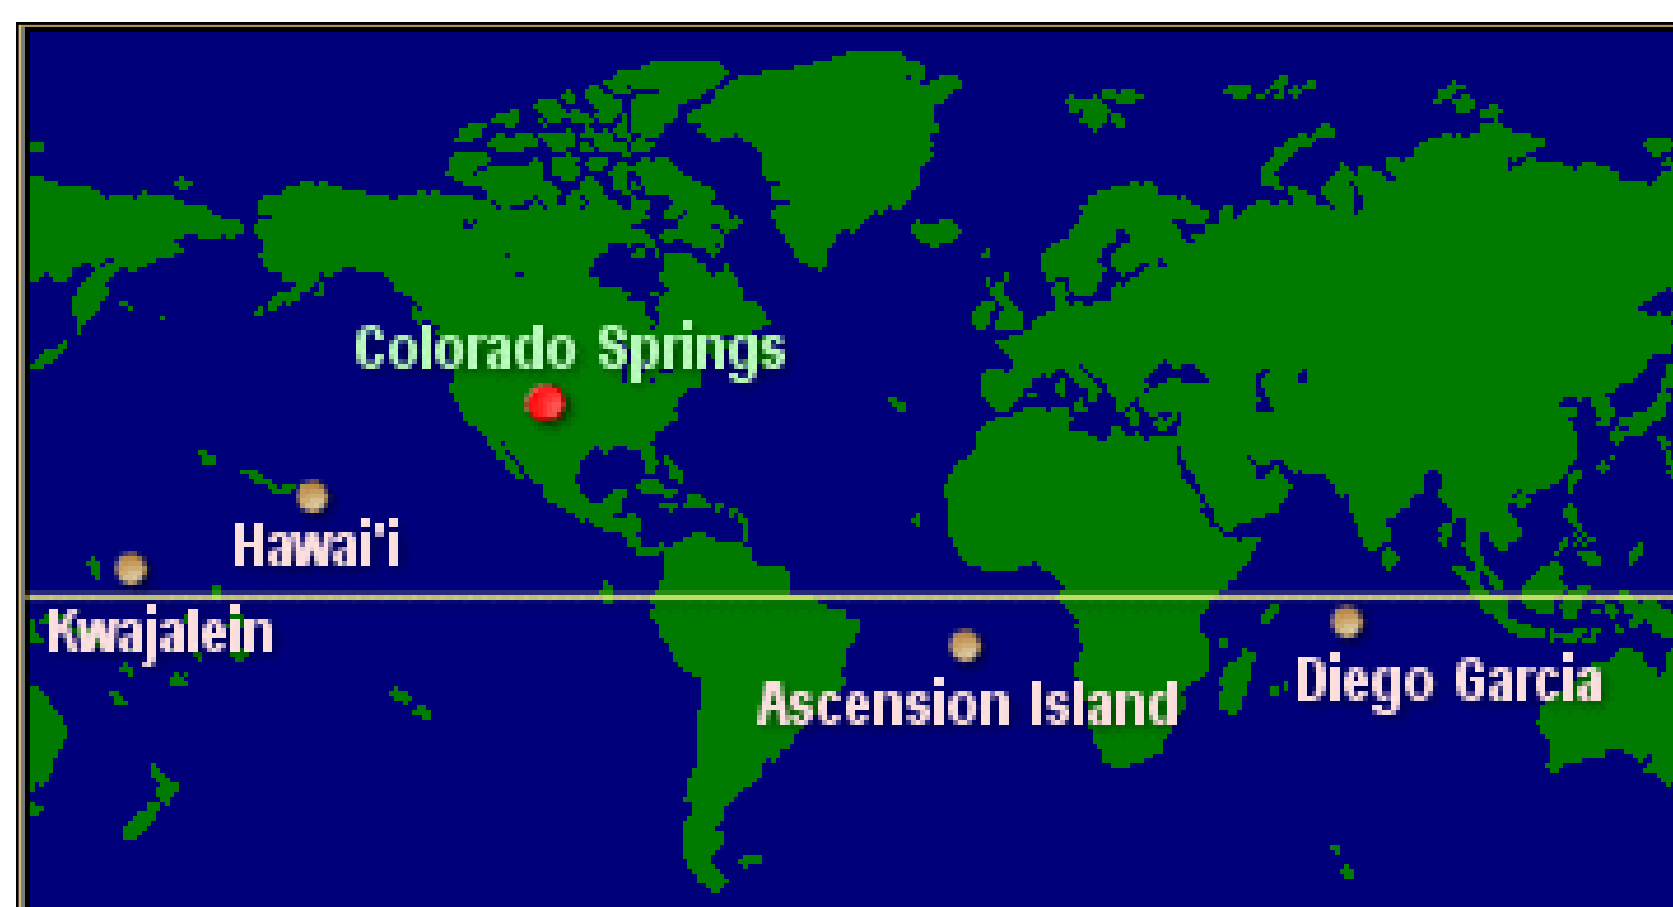 Colorado Springs
Hawai'i
Kwajalein
Ascension Island
Diego Garcia